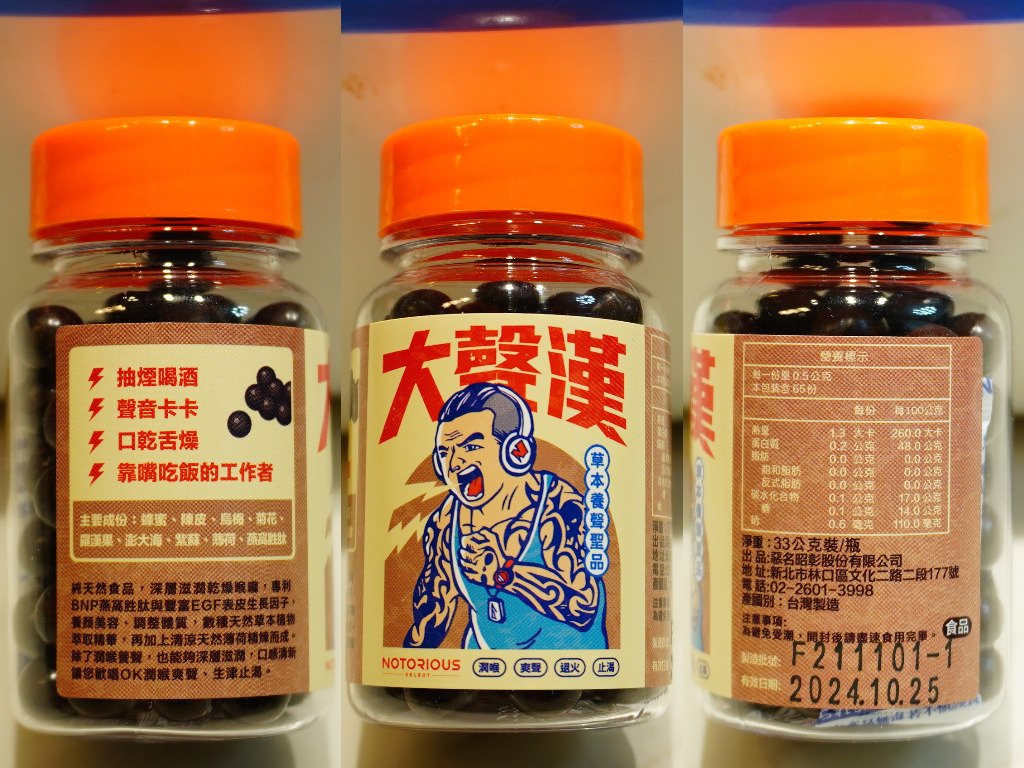 抽煙喝酒
聲音卡卡
口乾舌燥
靠嘴吃飯的工作者
主要成份：蜂蜜、陳皮、烏梅、菊花、
羅漢果、澎大海、紫蘇、薄荷、燕窩胜肽
純天然食品，深層滋潤乾燥喉嚨，專利
BNP燕窩胜肽與豐富EGF表皮生長因子，
養顏美容，調整體質，數種天然草本植物
萃取精華，再加上清涼天然薄荷精煉而成。
除了潤喉養聲，也能夠深層滋潤，口感清新
讓您歡唱OK潤喉爽聲、生津止渴。
大聲漢
草本養聲聖品
NOTORIOUS
SELECT
潤喉 爽聲 退火 止渴
營養標示
每一份量 0.5 公克
本包裝含 65份
每份 每100公克
熱量 1.3 大卡 260.0 大卡
蛋白質 0.2 公克 48.0 公克
脂肪 0.0 公克 0.0 公克
飽和脂肪 0.0 公克 0.0 公克
反式脂肪 0.0 公克 0.0 公克
碳水化合物 0.1 公克 17.0 公克
糖 0.1 公克 14.0 公克
鈉 0.6 毫克 110.0 毫克
淨重：33公克裝/瓶
出品：惡名昭彰股份有限公司
地址：新北市林口區文化二路二段177號
電話：02-2601-3998
產國別：台灣製造
注意事項：
為避免受潮，開封後請盡速食用完畢。
食品
製造批號：F211101-1
有效日期：2024.10.25